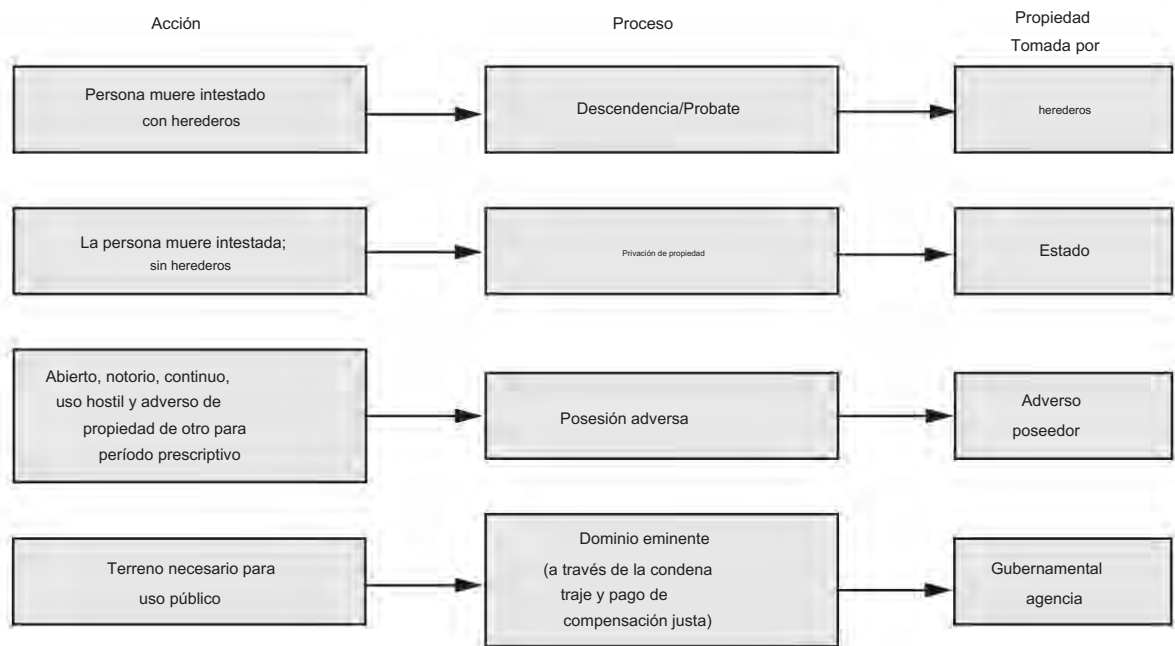 Acción
Proceso
Propiedad
Tomada por
Persona muere intestado
con herederos
Descendencia/Probate
herederos
La persona muere intestada;
sin herederos
Privación de propiedad
Estado
Abierto, notorio, continuo,
uso hostil y adverso de
propiedad de otro para
período prescriptivo
Posesión adversa
Adverso
poseedor
Terreno necesario para
uso público
Dominio eminente
(a través de la condena
traje y pago de
compensación justa)
Gubernamental
agencia